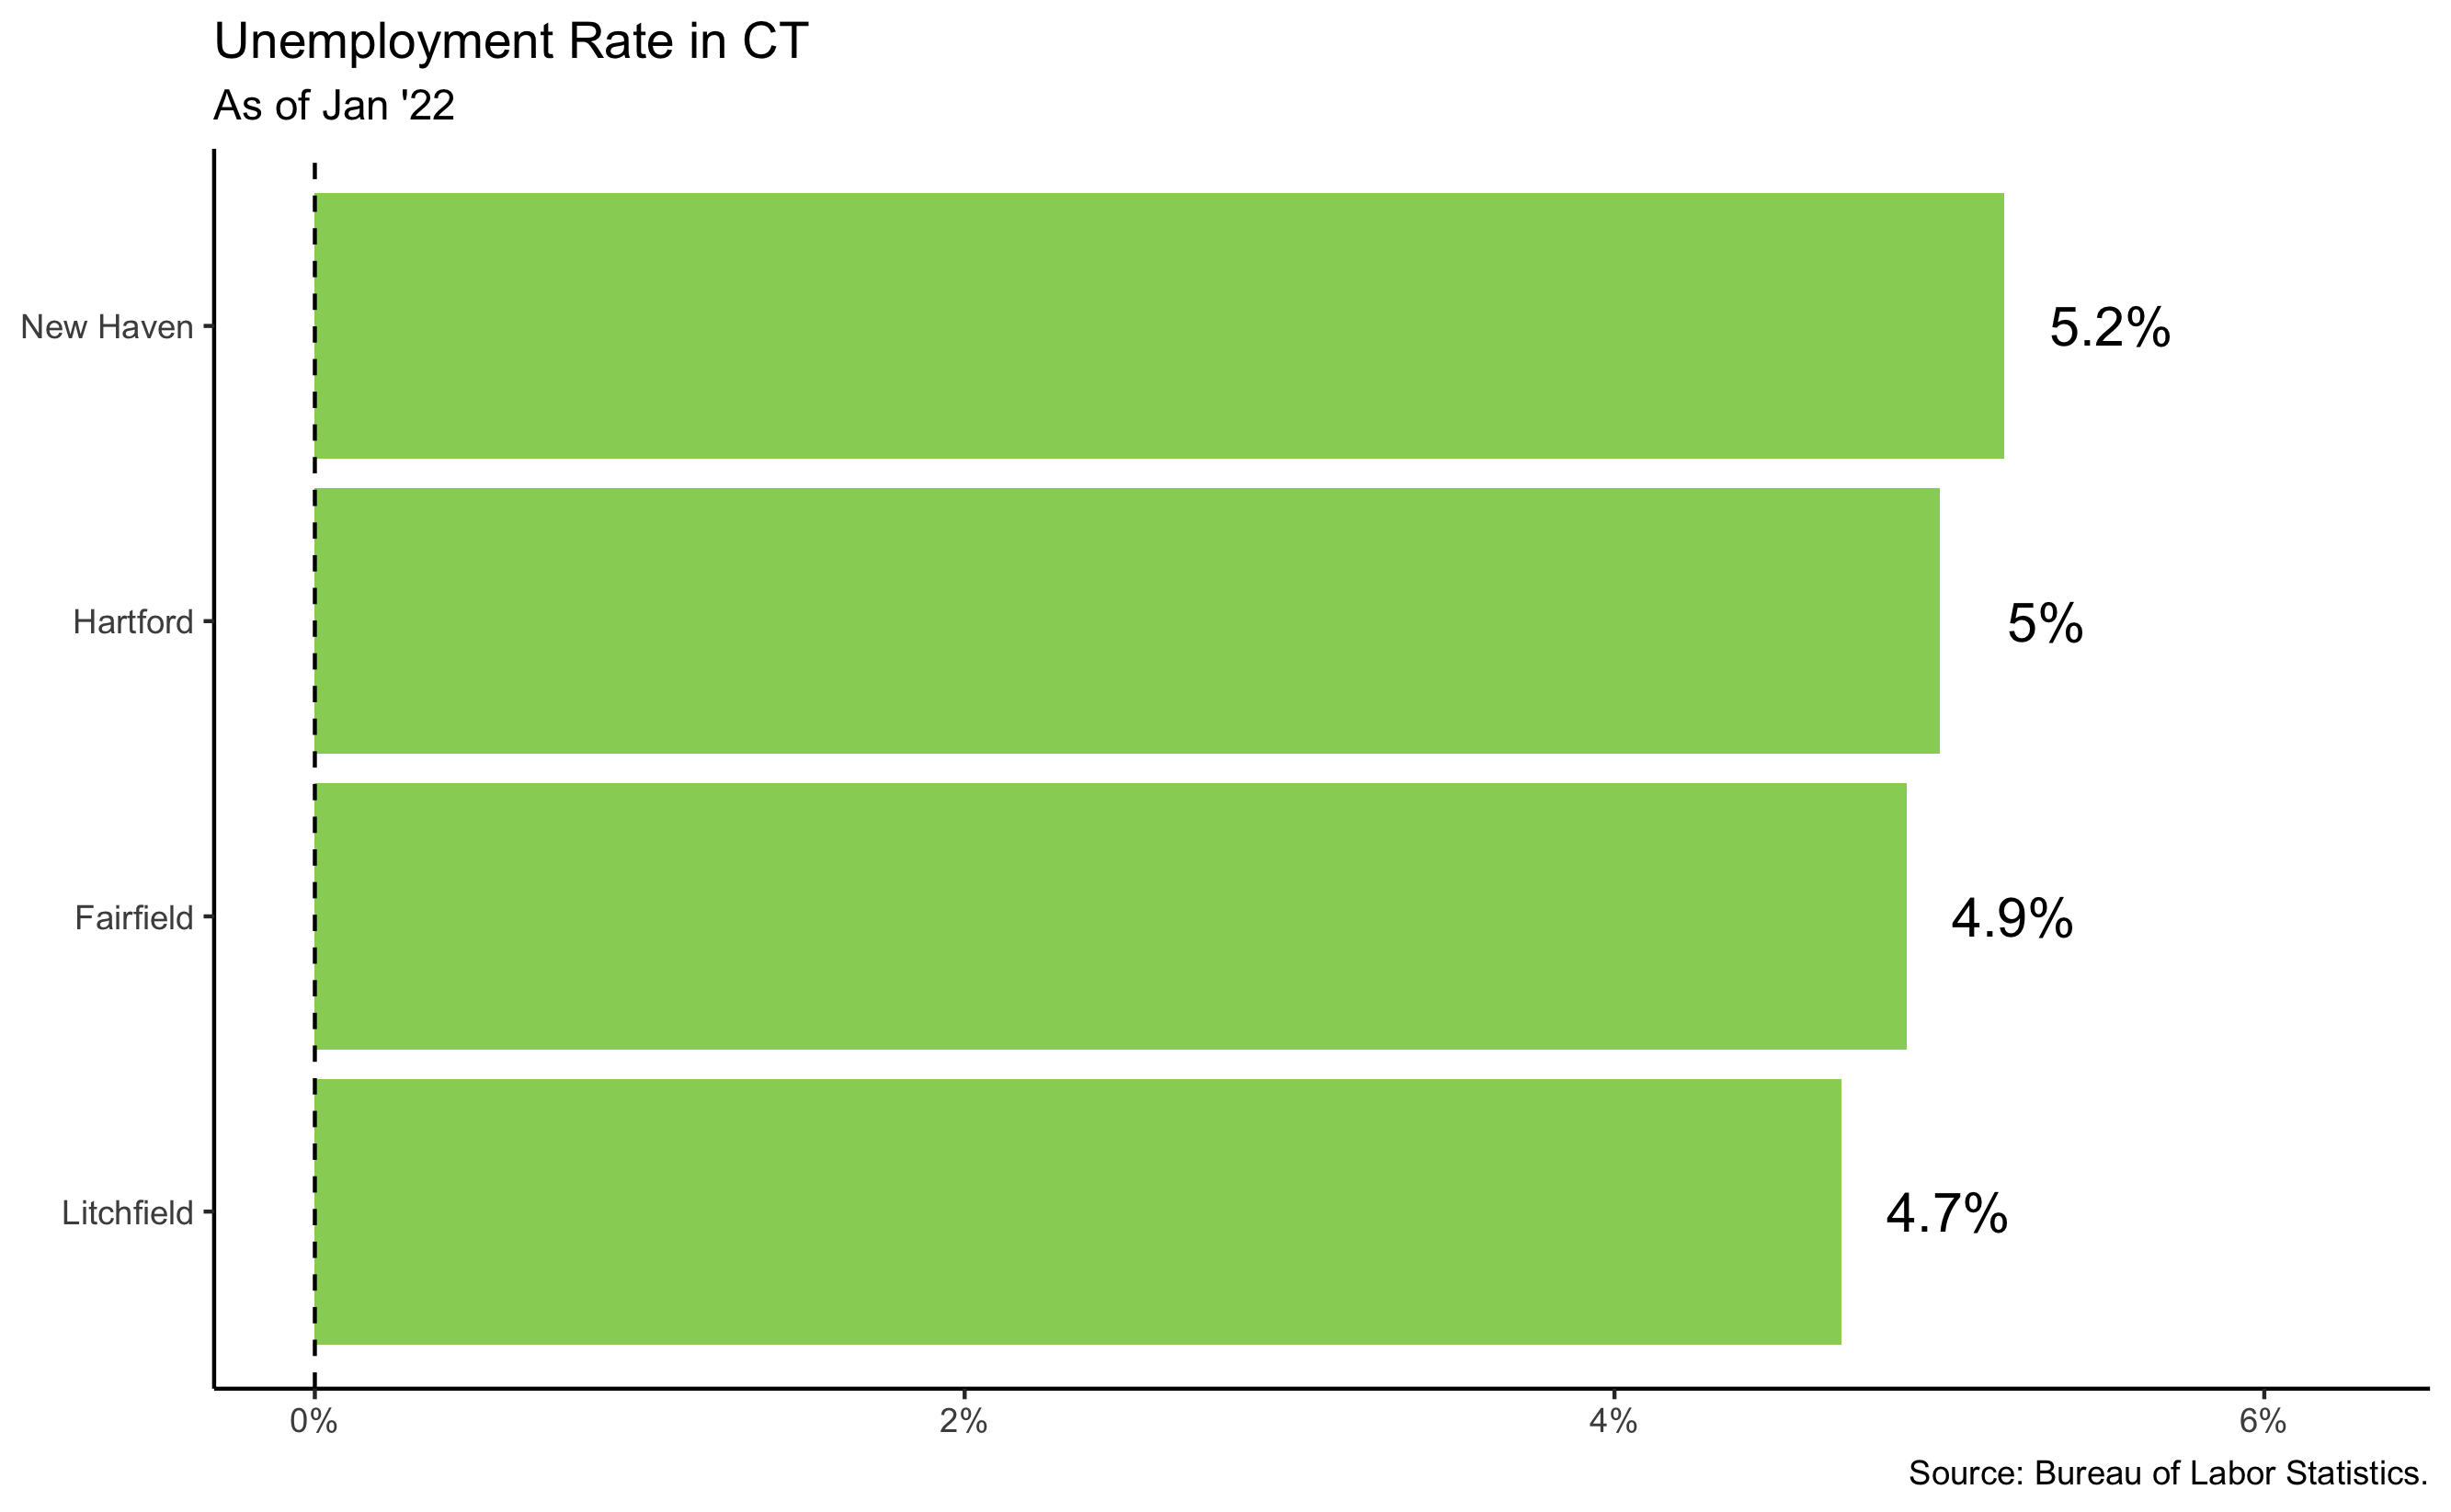 Unemployment Rate in CT
As of Jan '22
New Haven
5.2%
Hartford
5%
Fairfield
4.9%
Litchfield
4.7%
0% 2% 4% 6%
Source: Bureau of Labor Statistics.